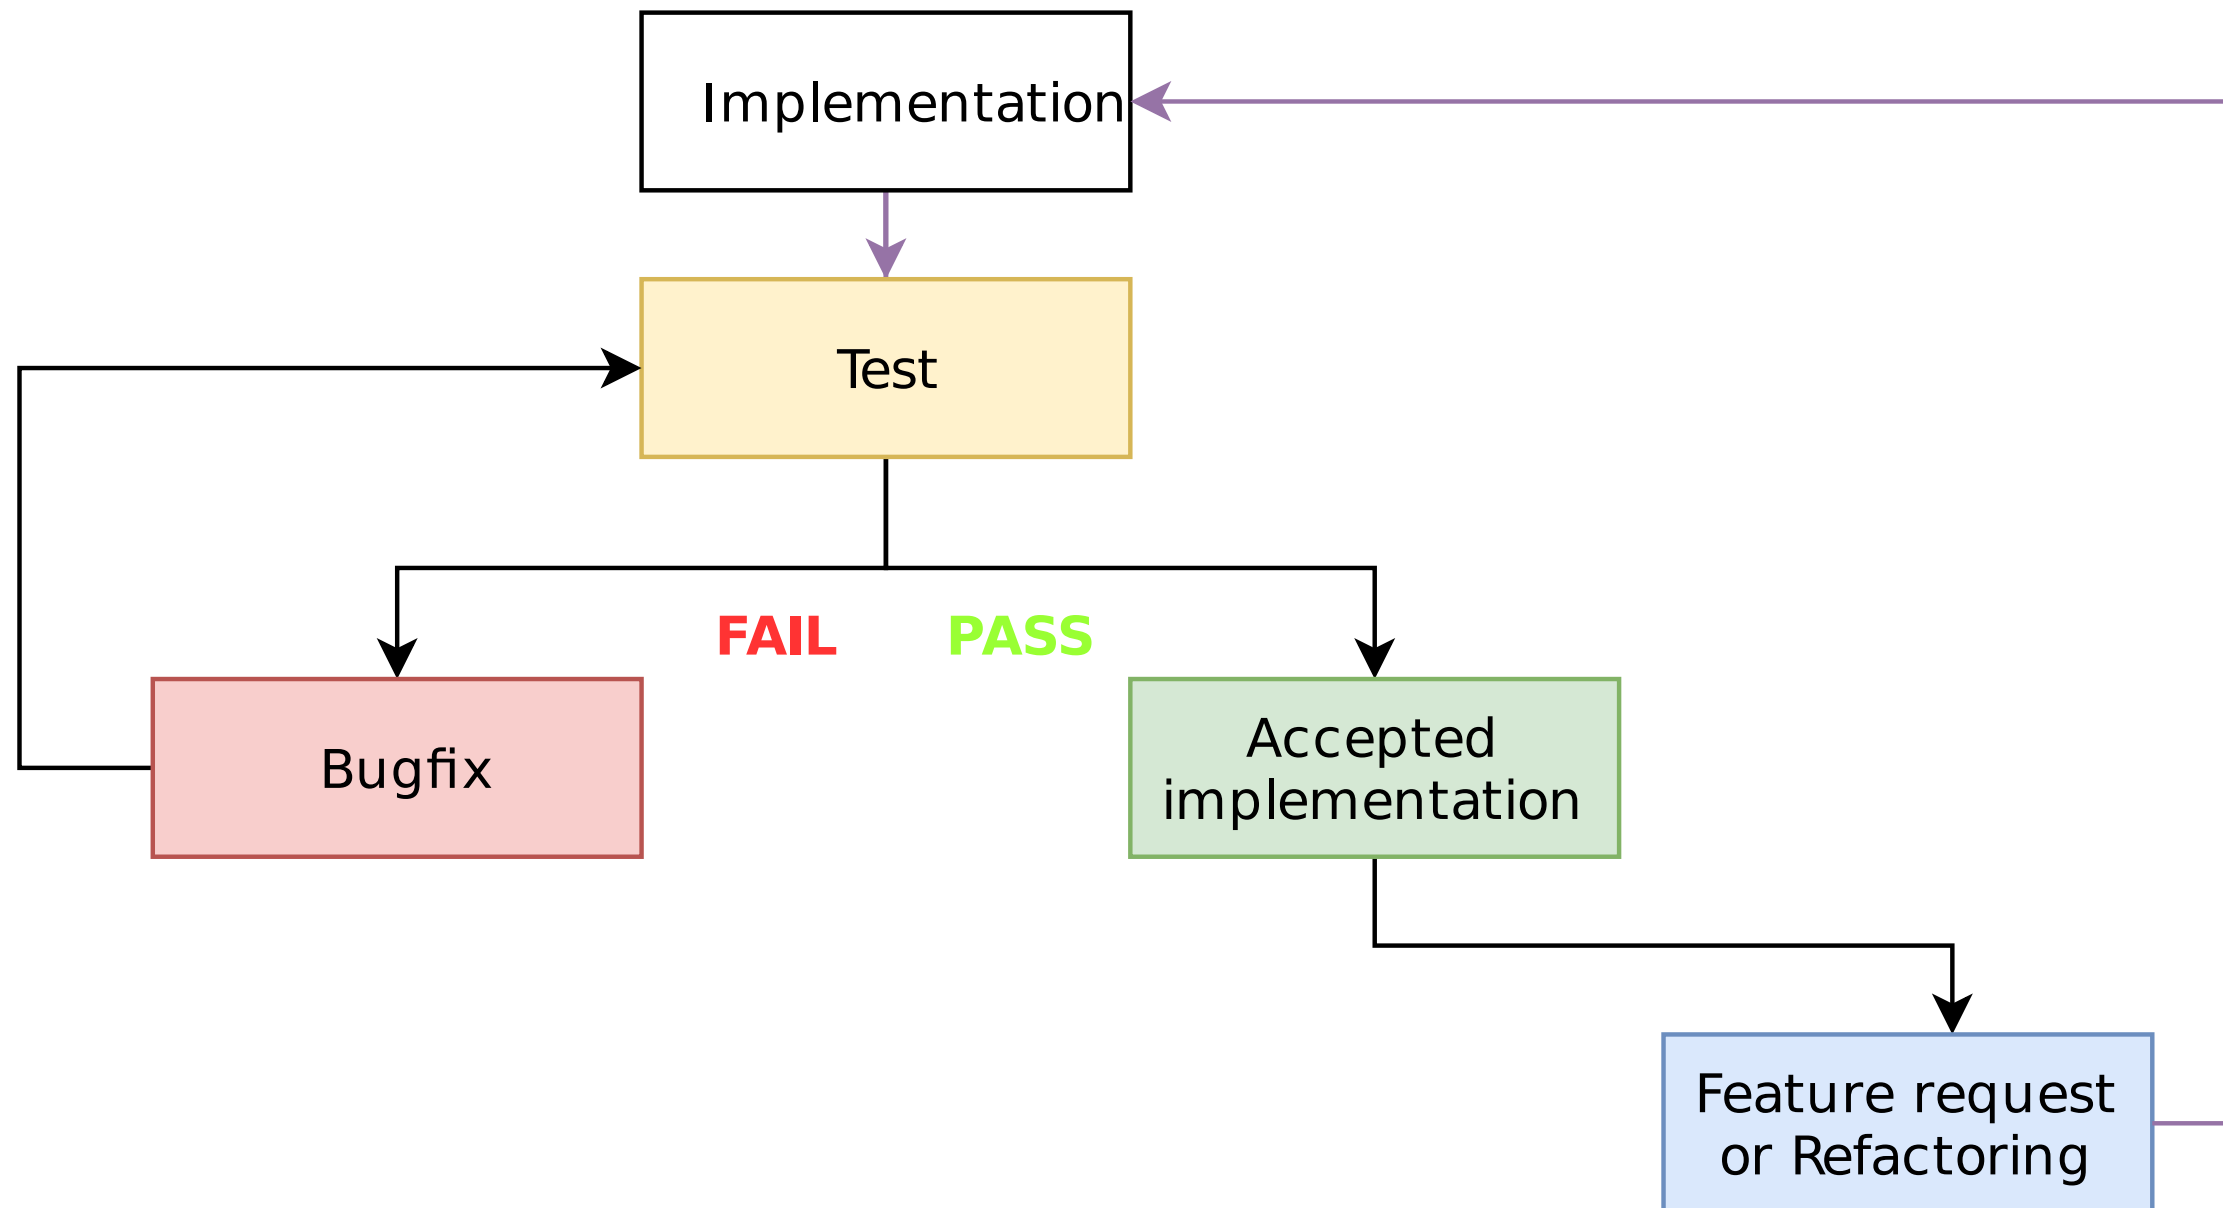 Implementation
Test
FAIL
PASS
Bugfix
Accepted
implementation
Feature request
or Refactoring